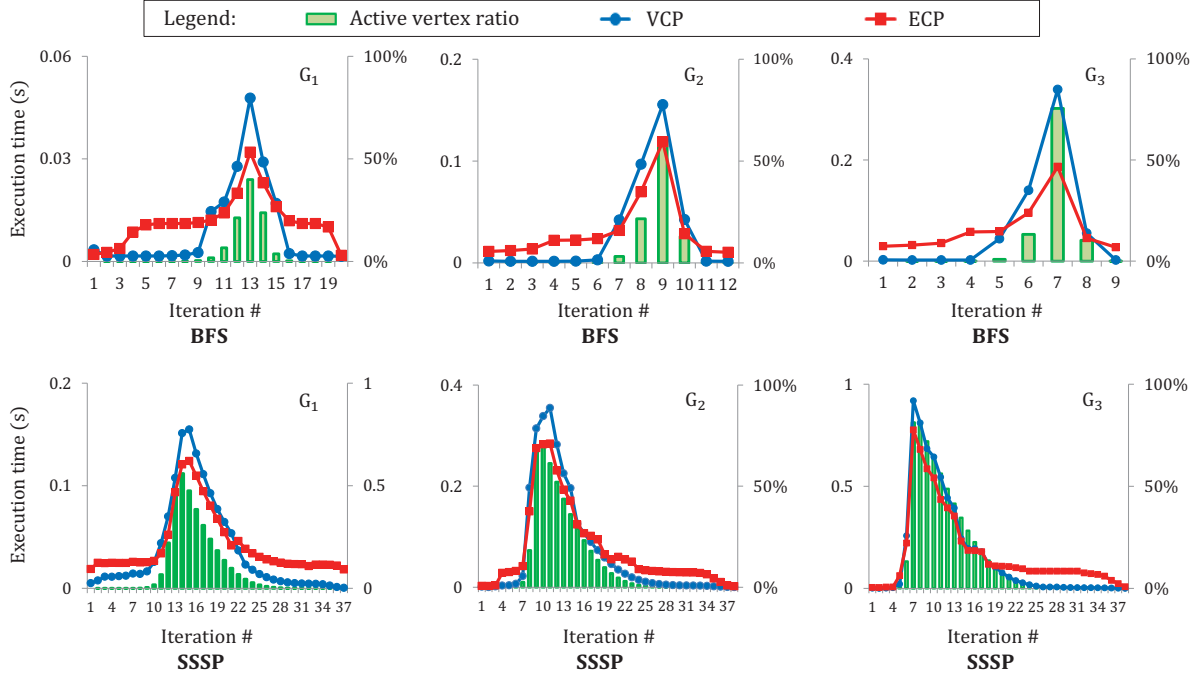 Legend: Active vertex ratio VCP ECP
Execution time (s)
0.06
0.03
0
100%
50%
0%
G1
1 3 5 7 9 11 13 15 17 19
Iteration #
BFS
0.2
0.1
0
100%
50%
0%
G2
1 2 3 4 5 6 7 8 9 10 11 12
Iteration #
BFS
0.4
0.2
0
100%
50%
0%
G3
1 2 3 4 5 6 7 8 9
Iteration #
BFS
Execution time (s)
0.2
0.1
0
1
0.5
0
G1
1 4 7 10 13 16 19 22 25 28 31 34 37
Iteration #
SSSP
0.4
0.2
0
100%
50%
0%
G2
1 4 7 10 13 16 19 22 25 28 31 34 37
Iteration #
SSSP
1
0.5
0
100%
50%
0%
G3
1 4 7 10 13 16 19 22 25 28 31 34 37
Iteration #
SSSP